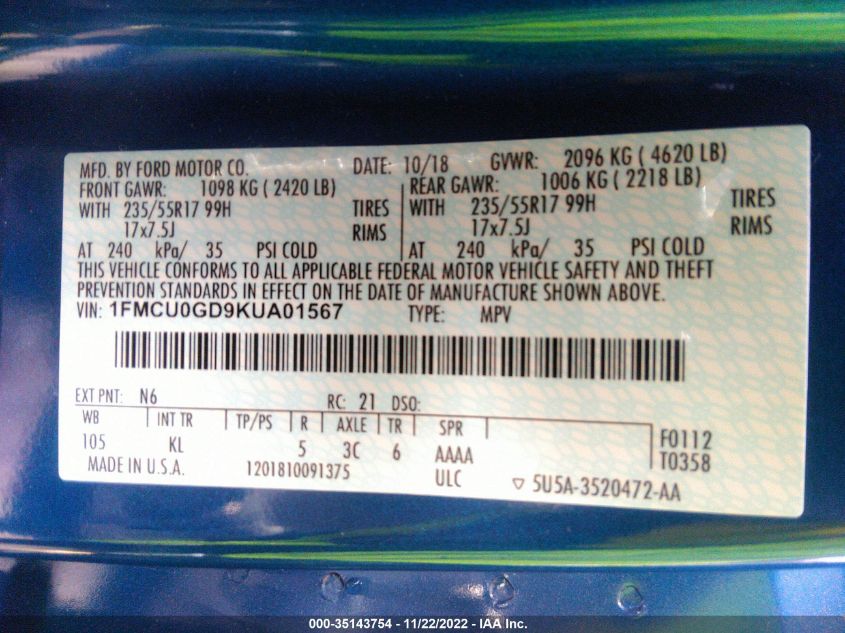 MFD. BY FORD MOTOR CO. DATE: 10/18 GVWR: 2096 KG ( 4620 LB)
FRONT GAWR: 1098 KG ( 2420 LB) REAR GAWR: 1006 KG ( 2218 LB)
WITH 235/55R17 99H TIRES WITH 235/55R17 99H TIRES
17x7.5J RIMS 17x7.5J RIMS
AT 240 kPa/ 35 PSI COLD AT 240 kPa/ 35 PSI COLD
THIS VEHICLE CONFORMS TO ALL APPLICABLE FEDERAL MOTOR VEHICLE SAFETY AND THEFT
PREVENTION STANDARDS IN EFFECT ON THE DATE OF MANUFACTURE SHOWN ABOVE.
VIN: 1FMCU0GD9KUA01567 TYPE: MPV
EXT PNT: N6 RC: 21 DSO:
WB INT TR TP/PS R AXLE TR SPR
105 KL 5 3C 6 AAAA
F0112
T0358
MADE IN U.S.A. 1201810091375 ULC 5U5A-3520472-AA
000-35143754 - 11/22/2022 - IAA Inc.